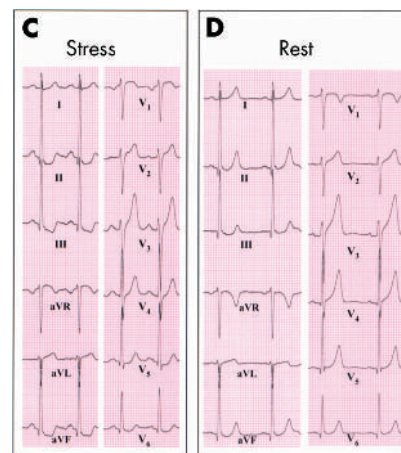 C
Stress
I
II
III
aVR
aVL
aVF
V1
V2
V3
V4
V5
V6
D
Rest
I
II
III
aVR
aVL
aVF
V1
V2
V3
V4
V5
V6